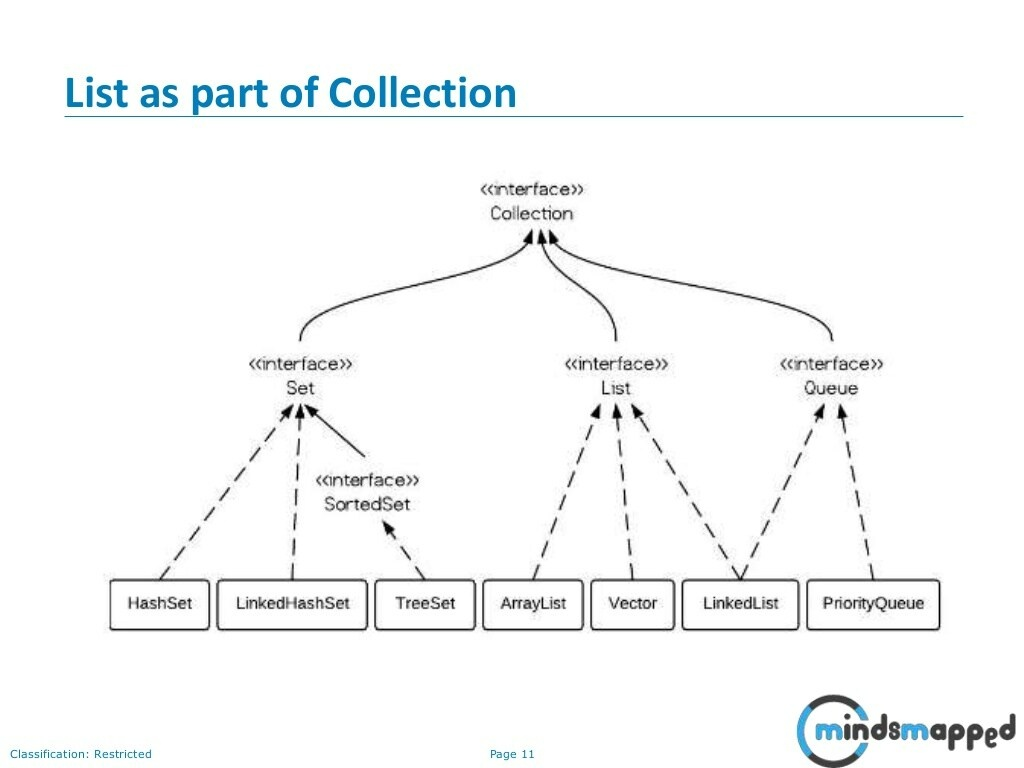 List as part of Collection
<<interface>>
Collection
<<interface>>
Set
<<interface>>
List
<<interface>>
Queue
<<interface>>
SortedSet
HashSet
LinkedHashSet
TreeSet
ArrayList
Vector
LinkedList
PriorityQueue
Classification: Restricted
Page 11
mindsmapped